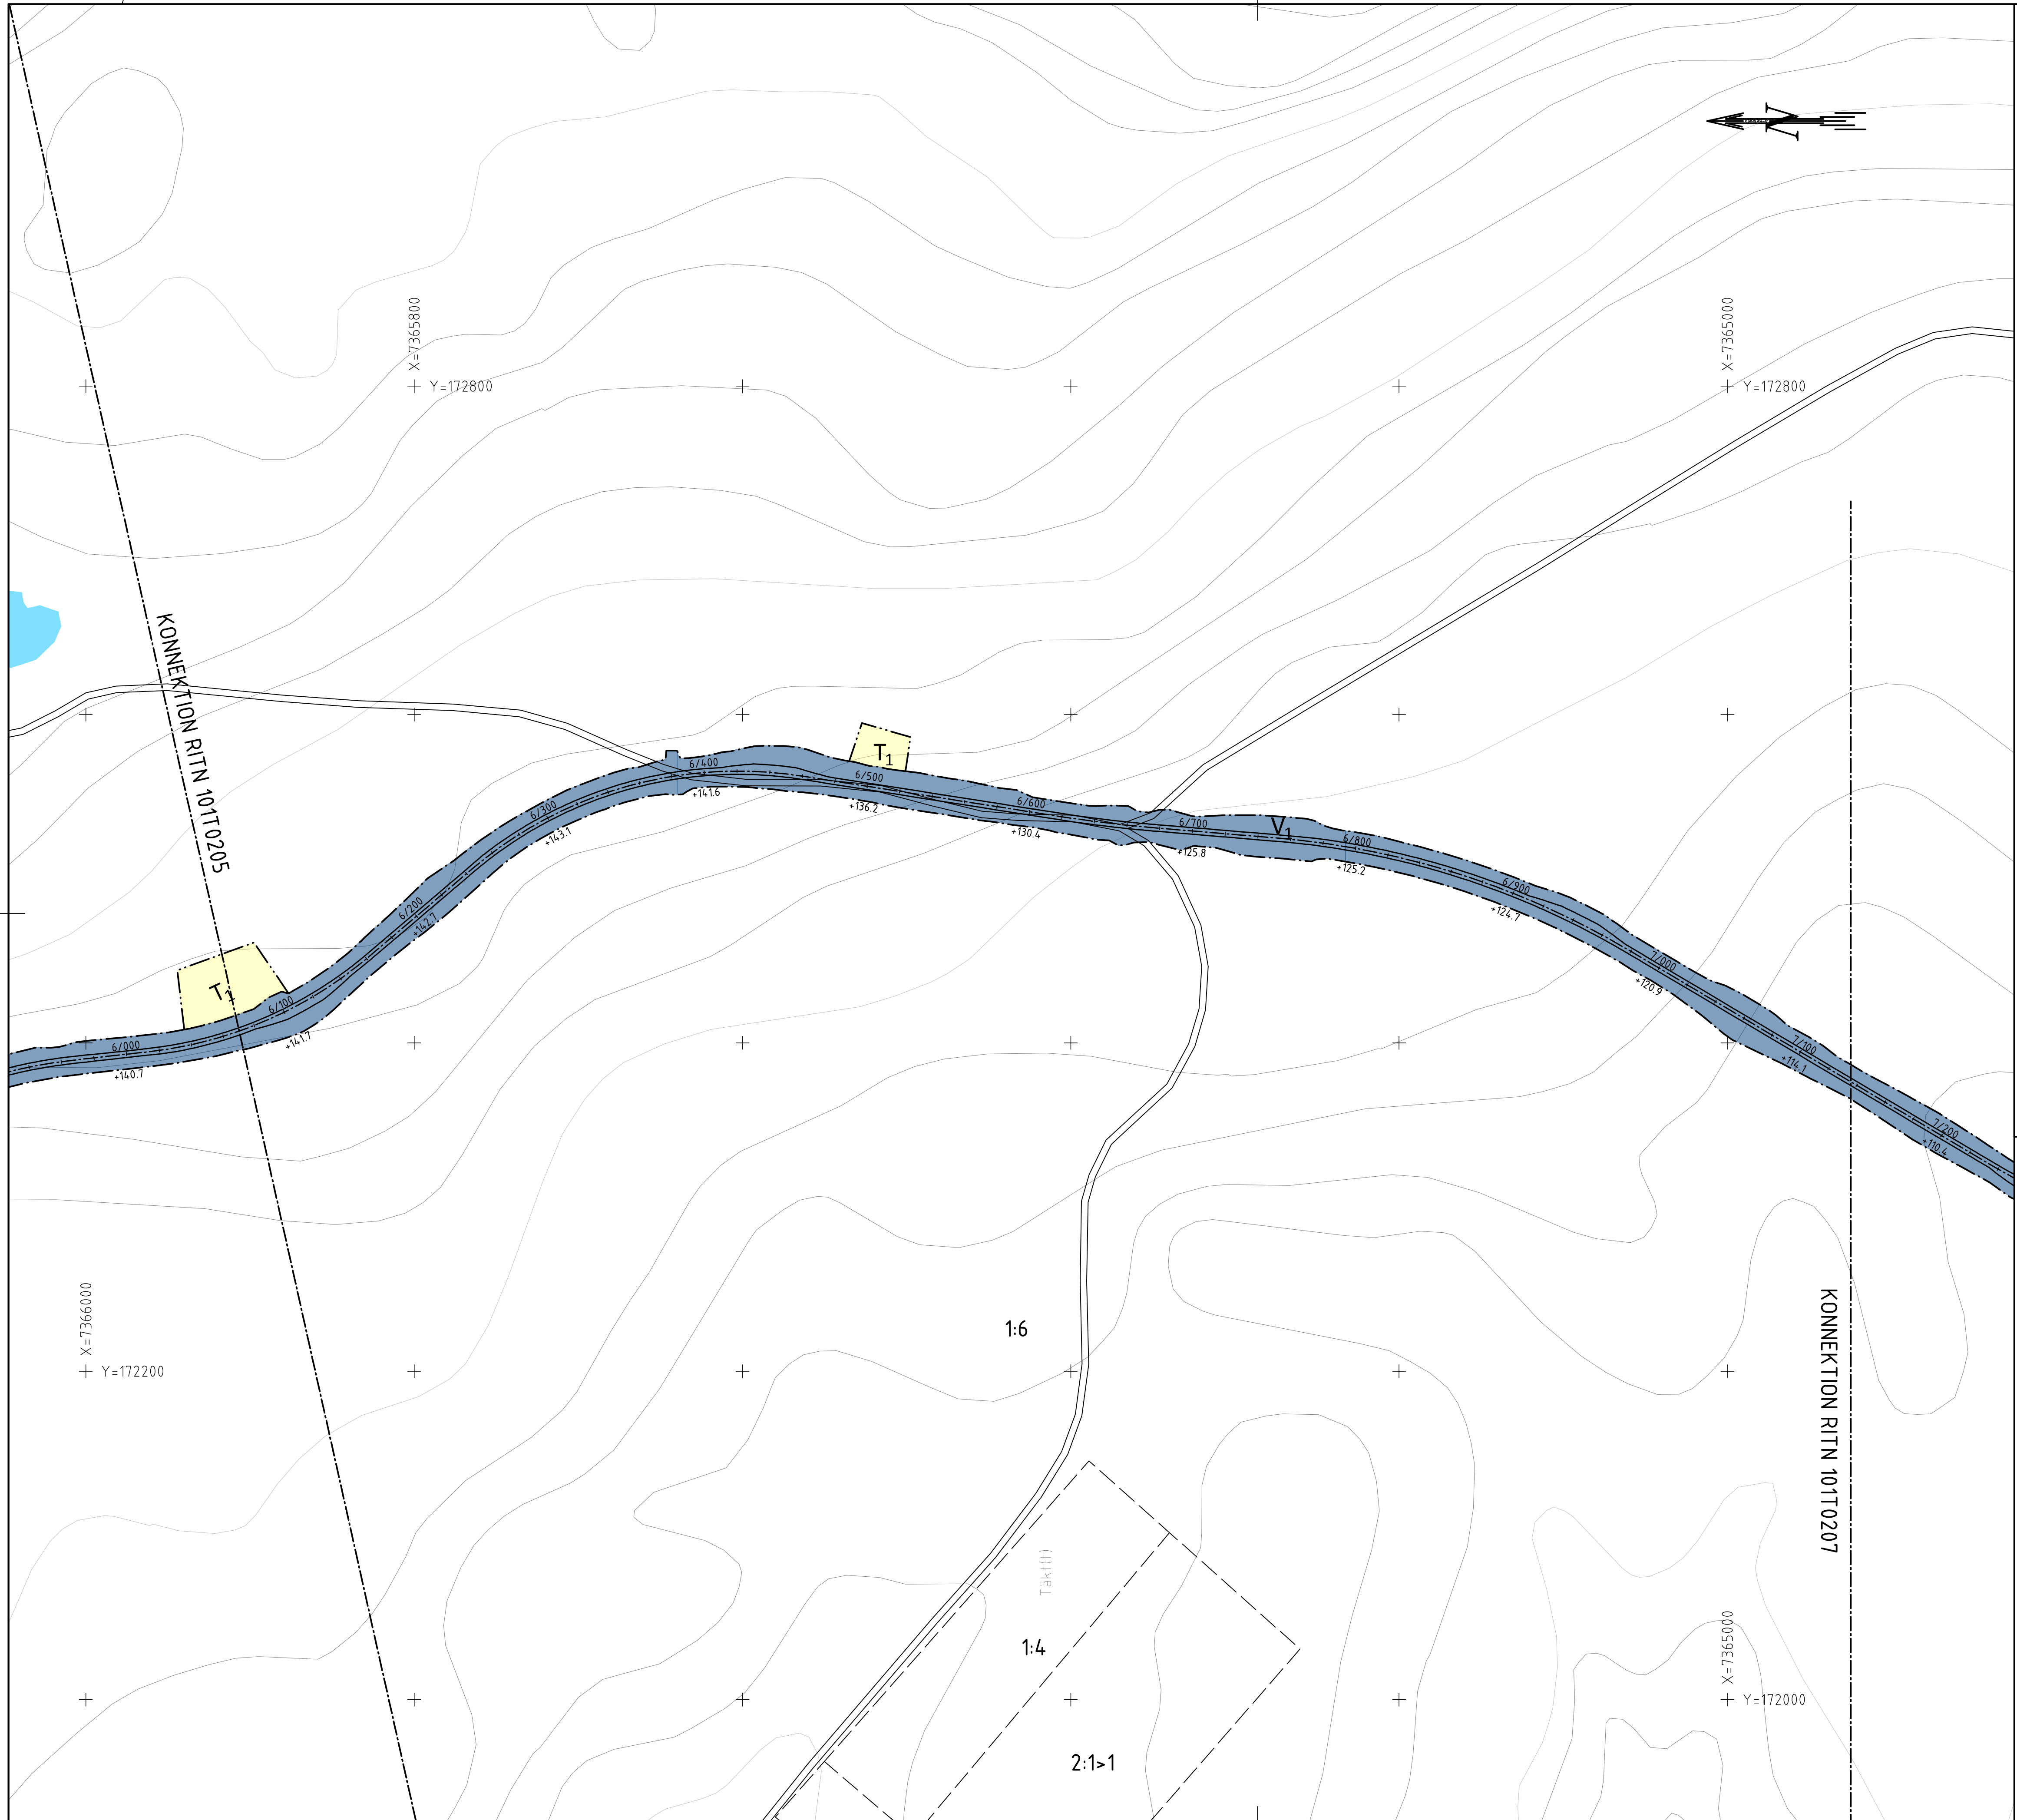 N
X=7365800
Y=172800
X=7365000
Y=172800
KONNEKTION RITN 101T0205
T1
T1
V1
6/000
6/100
6/200
6/300
6/400
6/500
6/600
6/700
6/800
6/900
7/000
7/100
7/200
+140.7
+141.7
+142.7
+143.1
+141.6
+136.2
+130.4
+125.8
+125.2
+124.7
+120.9
+114.1
+110.4
X=7366000
Y=172200
1:6
KONNEKTION RITN 101T0207
Täkt(t)
1:4
X=7365000
Y=172000
2:1>1